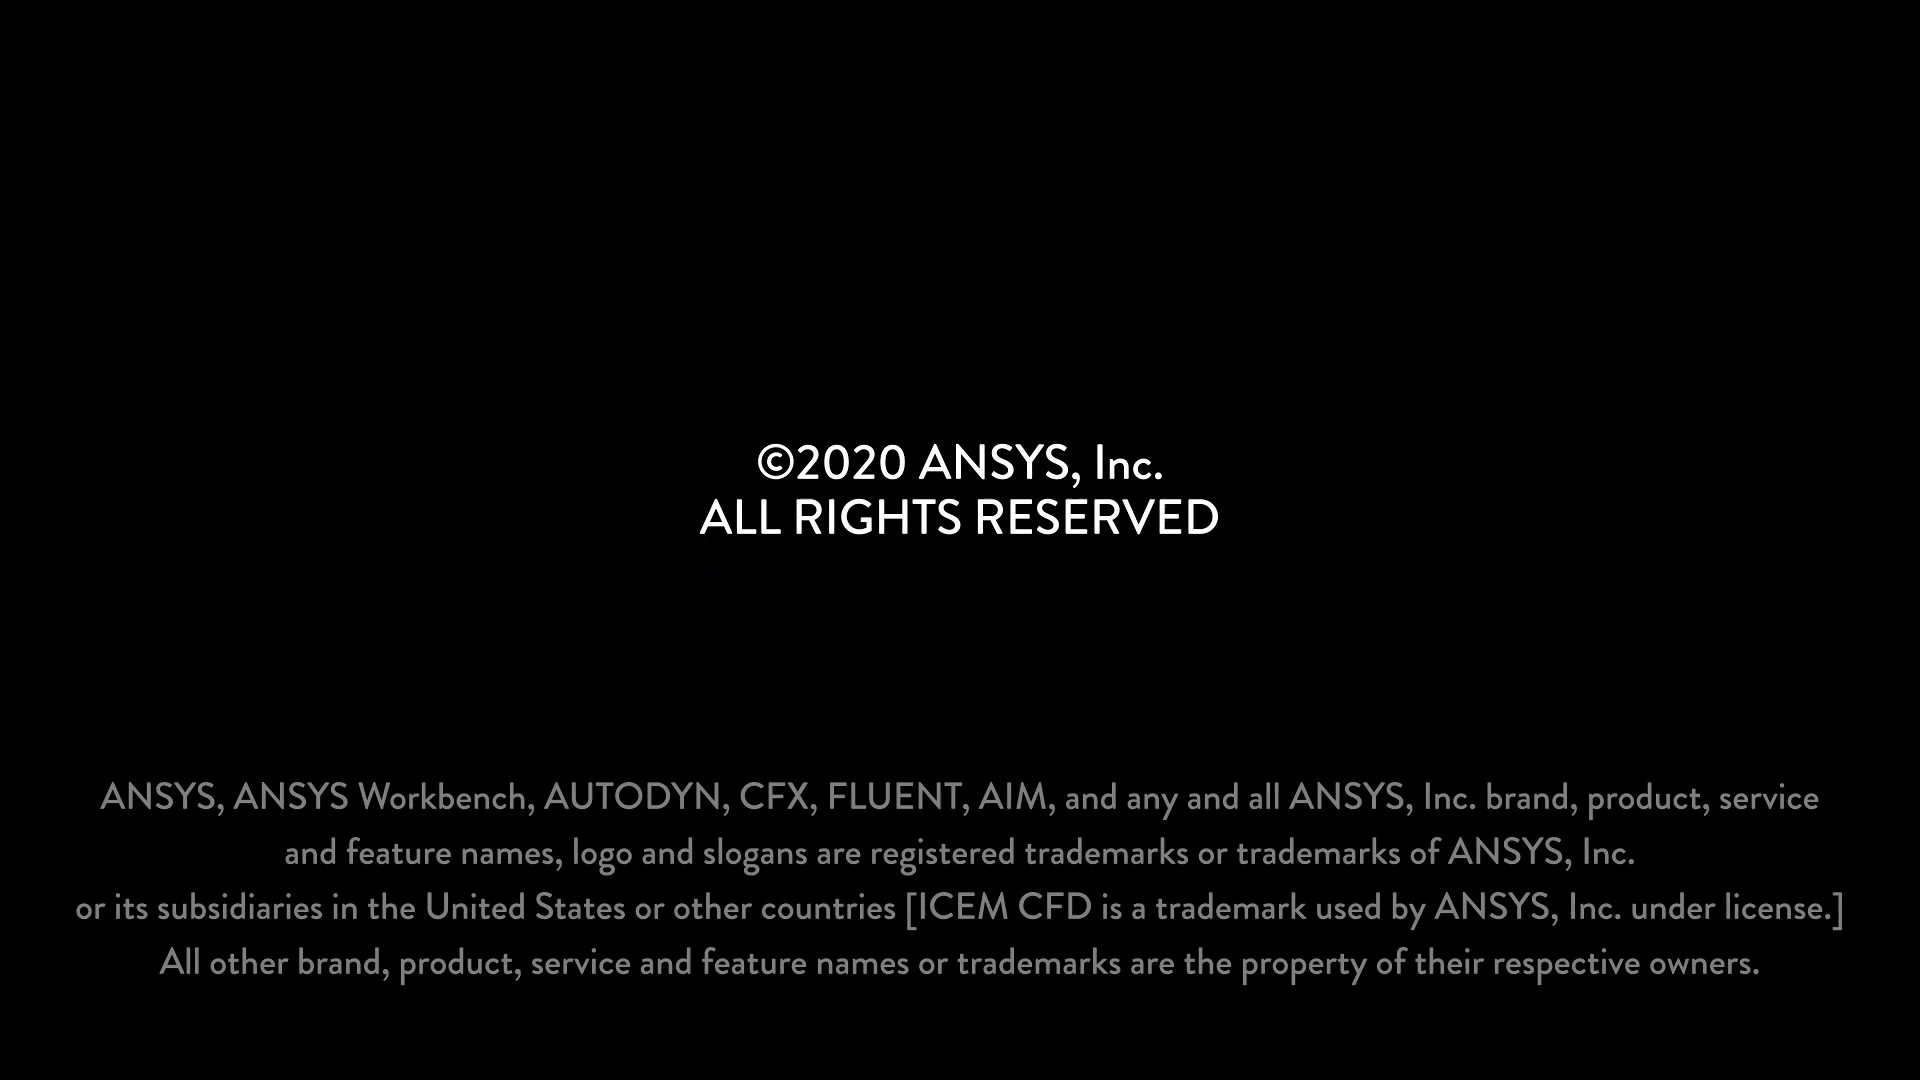 ©2020 ANSYS, Inc.
ALL RIGHTS RESERVED
ANSYS, ANSYS Workbench, AUTODYN, CFX, FLUENT, AIM, and any and all ANSYS, Inc. brand, product, service
and feature names, logo and slogans are registered trademarks or trademarks of ANSYS, Inc.
or its subsidiaries in the United States or other countries [ICEM CFD is a trademark used by ANSYS, Inc. under license.]
All other brand, product, service and feature names or trademarks are the property of their respective owners.